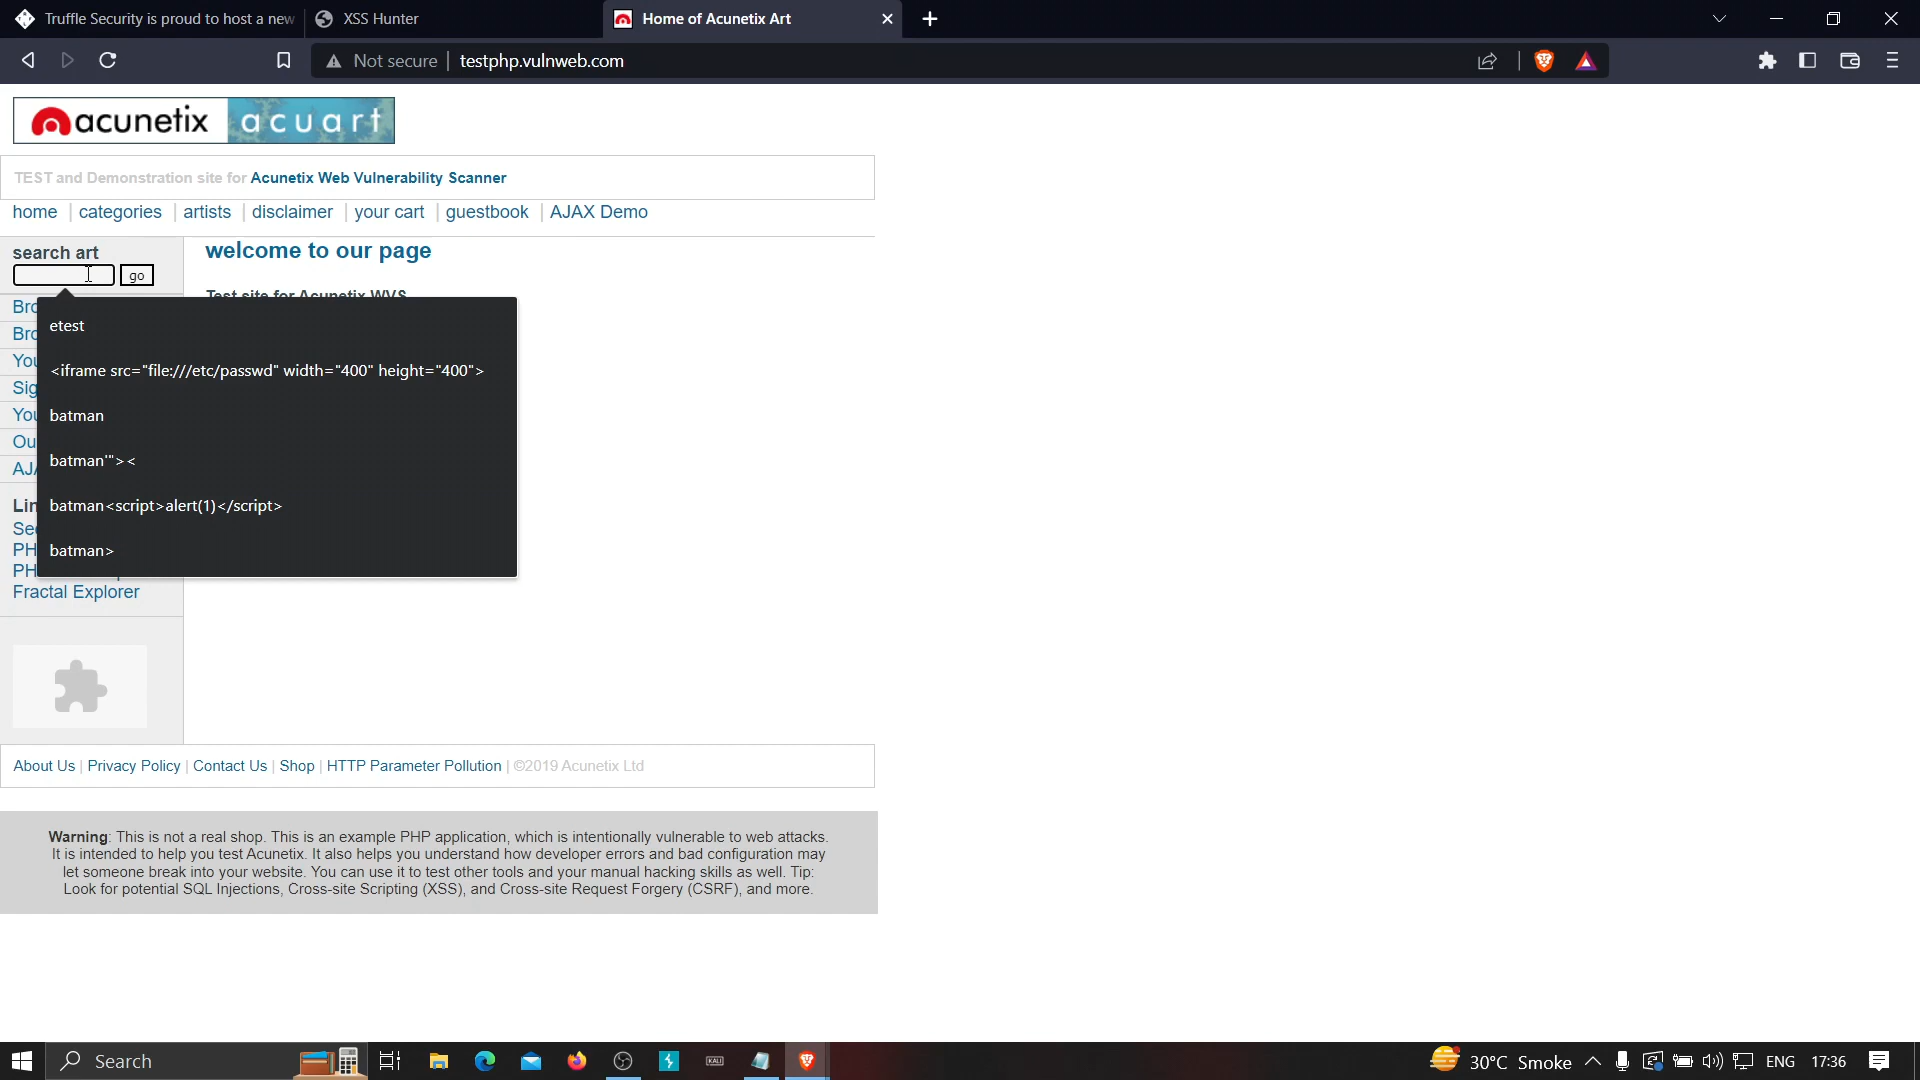 Truffle Security is proud to host a new
XSS Hunter
Home of Acunetix Art
Not secure
testphp.vulnweb.com
acunetix acuart
TEST and Demonstration site for Acunetix Web Vulnerability Scanner
home
categories
artists
disclaimer
your cart
guestbook
AJAX Demo
search art
go
welcome to our page
Test site for Acunetix WVS
Fractal Explorer
etest
<iframe src="file:///etc/passwd" width="400" height="400">
batman
batman'"><
batman<script>alert(1)</script>
batman>
About Us | Privacy Policy | Contact Us | Shop | HTTP Parameter Pollution | ©2019 Acunetix Ltd
Warning: This is not a real shop. This is an example PHP application, which is intentionally vulnerable to web attacks.
It is intended to help you test Acunetix. It also helps you understand how developer errors and bad configuration may
let someone break into your website. You can use it to test other tools and your manual hacking skills as well. Tip:
Look for potential SQL Injections, Cross-site Scripting (XSS), and Cross-site Request Forgery (CSRF), and more.
Search
KALI
30°C Smoke
ENG
17:36